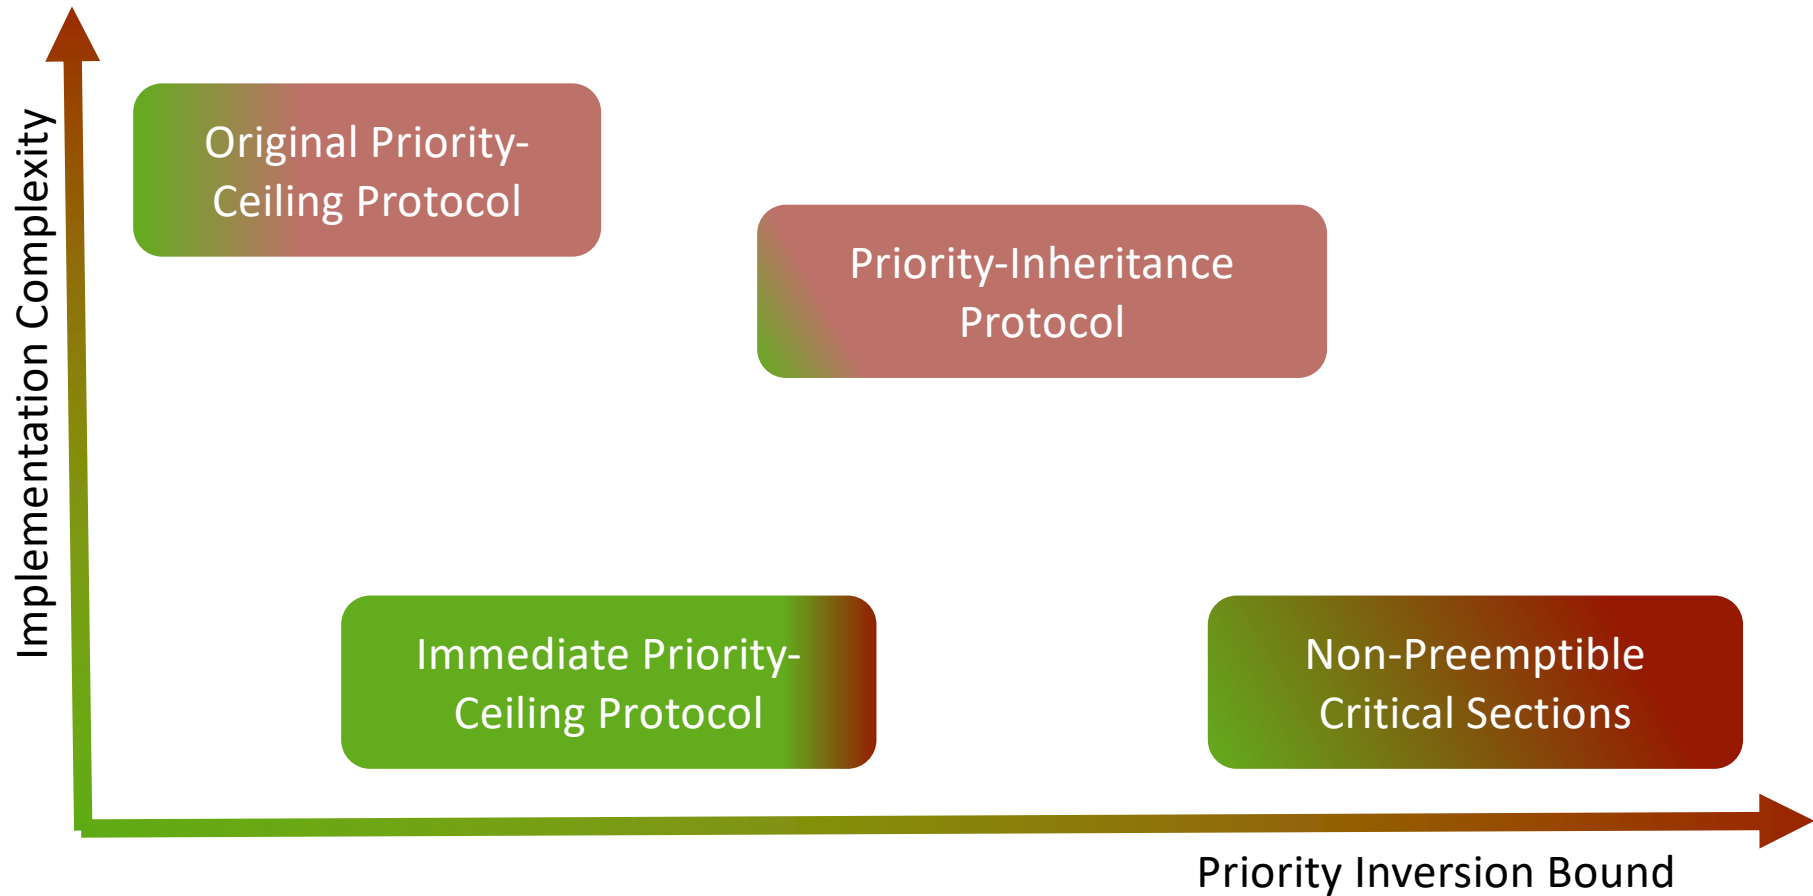 Implementation Complexity
Original Priority-
Ceiling Protocol
Priority-Inheritance
Protocol
Immediate Priority-
Ceiling Protocol
Non-Preemptible
Critical Sections
Priority Inversion Bound